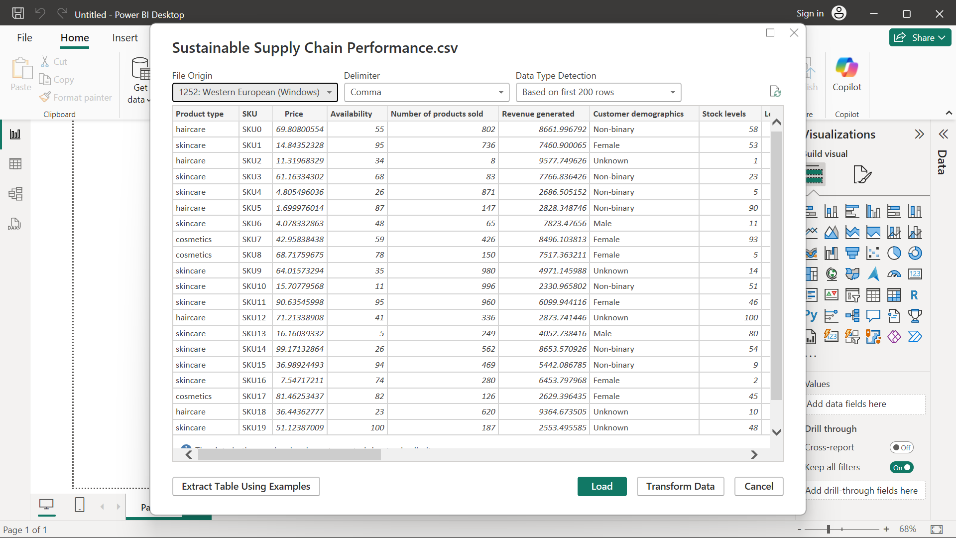 Untitled - Power BI Desktop
Sign in
File Home Insert
Share
Paste
Cut
Copy
Format painter
Get data
Clipboard
Copilot
Copilot
Sustainable Supply Chain Performance.csv
File Origin Delimiter Data Type Detection
1252: Western European (Windows) Comma Based on first 200 rows
Product type SKU Price Availability Number of products sold Revenue generated Customer demographics Stock levels
haircare SKU0 69.80800554 55 802 8661.996792 Non-binary 58
skincare SKU1 14.84352328 95 736 7460.900065 Female 53
haircare SKU2 11.31968329 34 8 9577.749626 Unknown 1
skincare SKU3 61.16334302 68 83 7766.836426 Non-binary 23
skincare SKU4 4.805496036 26 871 2686.505152 Non-binary 5
haircare SKU5 1.699976014 87 147 2828.348746 Non-binary 90
skincare SKU6 4.078332863 48 65 7823.47656 Male 11
cosmetics SKU7 42.95838438 59 426 8496.103813 Female 93
cosmetics SKU8 68.71759675 78 150 7517.363211 Female 5
skincare SKU9 64.01573294 35 980 4971.145988 Unknown 14
skincare SKU10 15.70779568 11 996 2330.965802 Non-binary 51
skincare SKU11 90.63545998 95 960 6099.944116 Female 46
haircare SKU12 71.21338908 41 336 2873.741446 Unknown 100
skincare SKU13 16.16039332 5 249 4052.738416 Male 80
skincare SKU14 99.17132864 26 562 8653.570926 Non-binary 54
skincare SKU15 36.98924493 94 469 5442.086785 Non-binary 9
skincare SKU16 7.54717211 74 280 6453.797968 Female 2
cosmetics SKU17 81.46253437 82 126 2629.396435 Female 45
haircare SKU18 36.44362777 23 620 9364.673505 Unknown 10
skincare SKU19 51.12387009 100 187 2553.495585 Unknown 48
Extract Table Using Examples Load Transform Data Cancel
Visualizations
Build visual
Data
Values
Add data fields here
Drill through
Cross-report Off
Keep all filters On
Add drill-through fields here
Page 1 of 1
68%